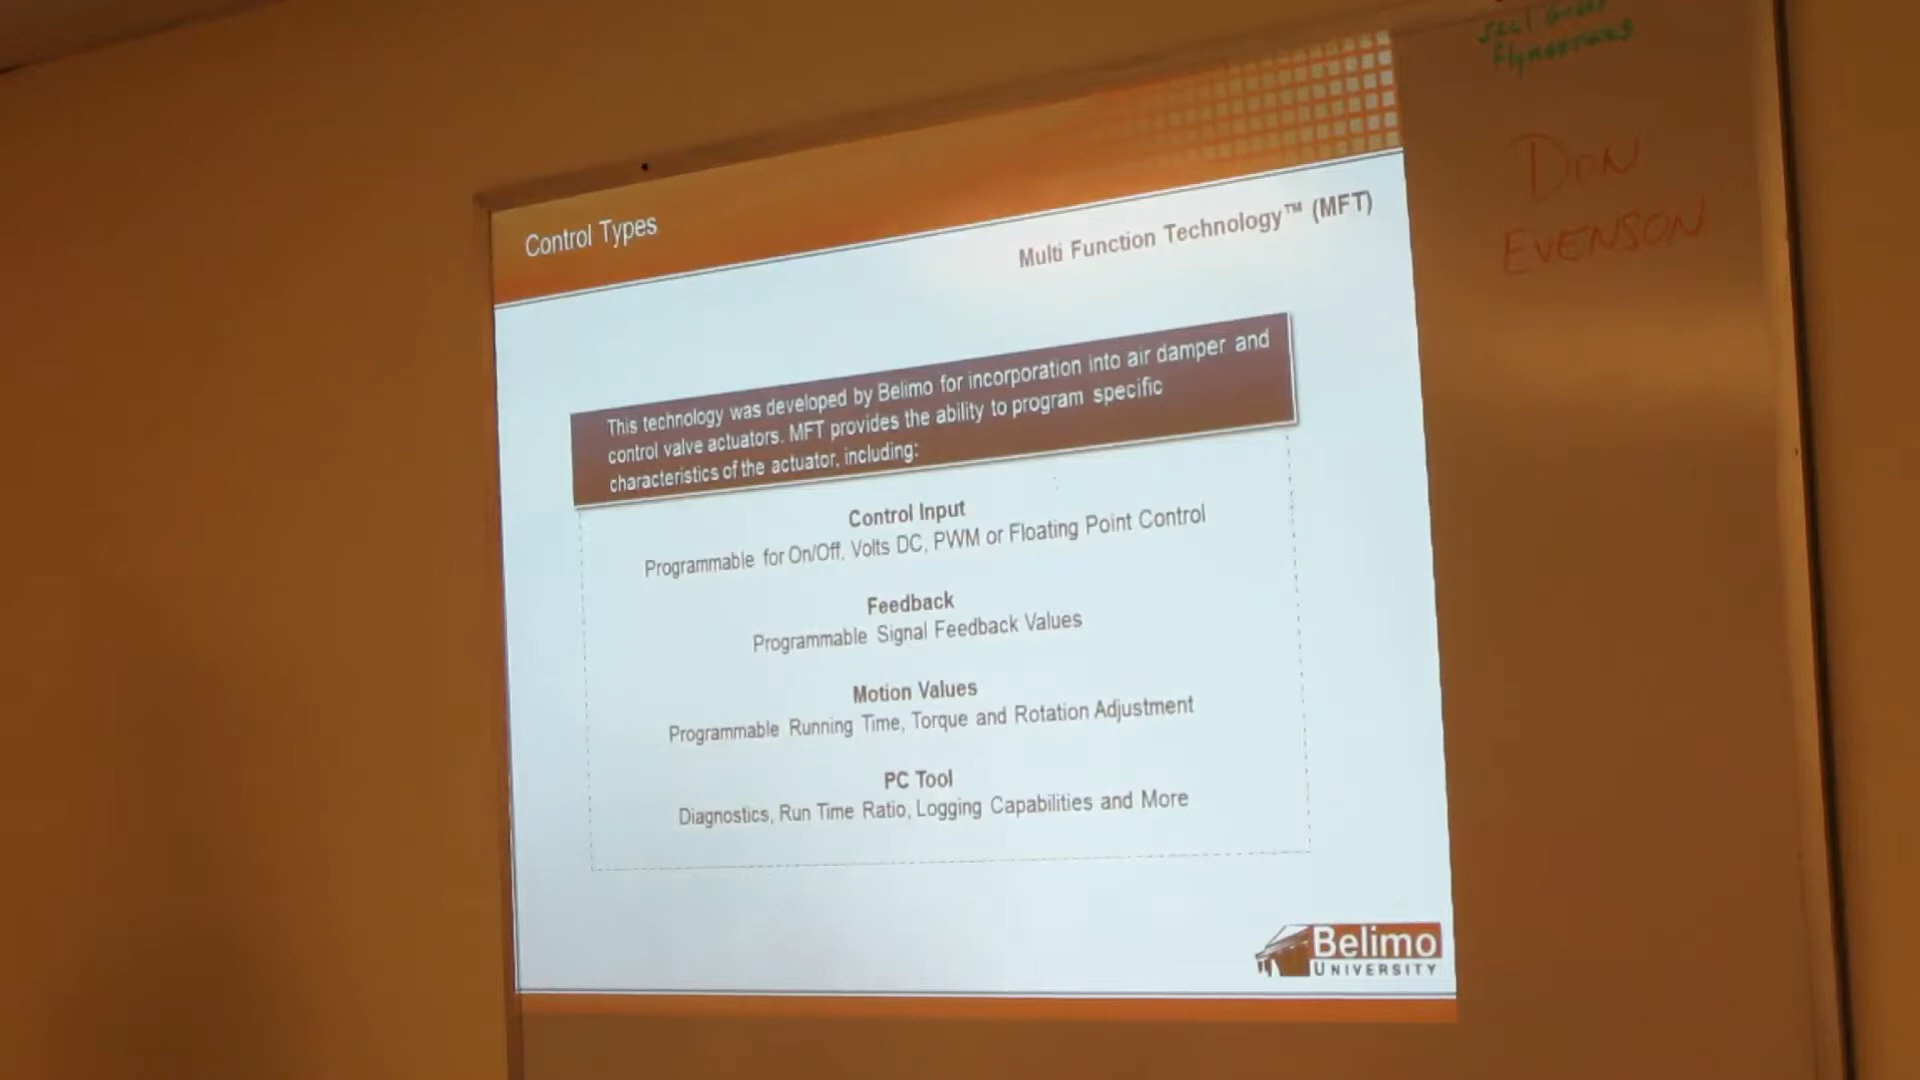 Control Types
Multi Function Technology™ (MFT)
This technology was developed by Belimo for incorporation into air damper and
control valve actuators. MFT provides the ability to program specific
characteristics of the actuator, including:
Control Input
Programmable for On/Off, Volts DC, PWM or Floating Point Control
Feedback
Programmable Signal Feedback Values
Motion Values
Programmable Running Time, Torque and Rotation Adjustment
PC Tool
Diagnostics, Run Time Ratio, Logging Capabilities and More
Belimo
UNIVERSITY
DON
EVENSON